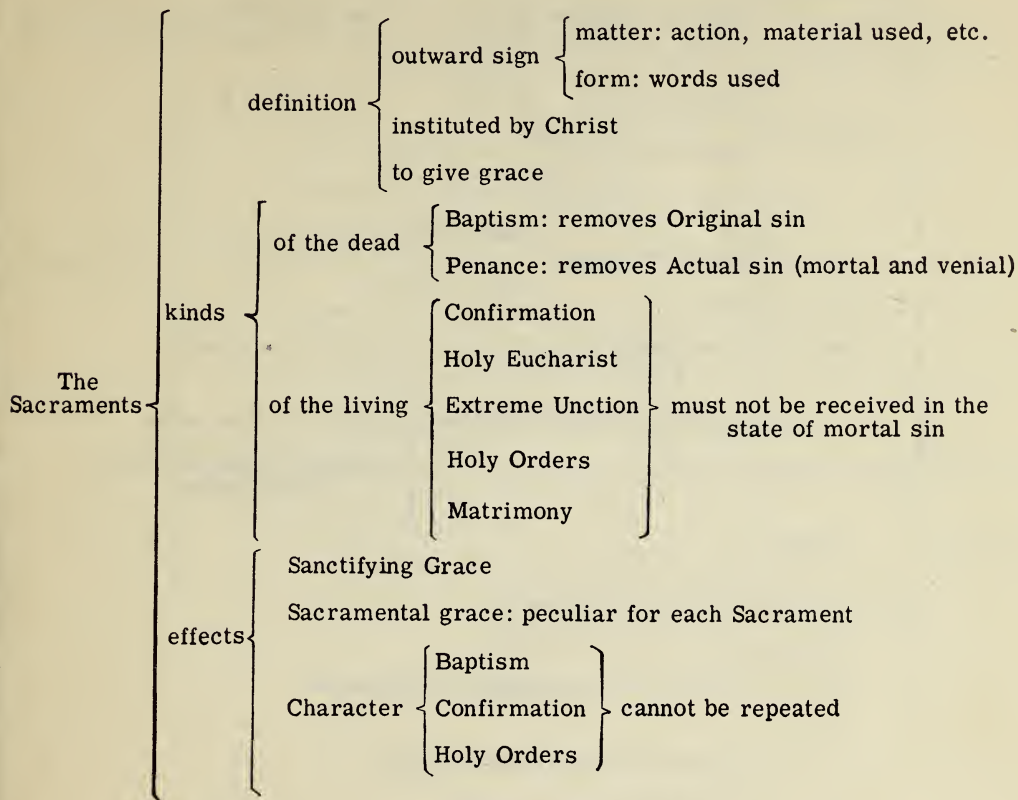 matter: action, material used, etc.
outward sign
form: words used
definition
instituted by Christ
to give grace
of the dead
Baptism: removes Original sin
Penance: removes Actual sin (mortal and venial)
kinds
Confirmation
Holy Eucharist
The
Sacraments
of the living
Extreme Unction
must not be received in the
state of mortal sin
Holy Orders
Matrimony
Sanctifying Grace
Sacramental grace: peculiar for each Sacrament
effects
Baptism
Character
Confirmation
cannot be repeated
Holy Orders